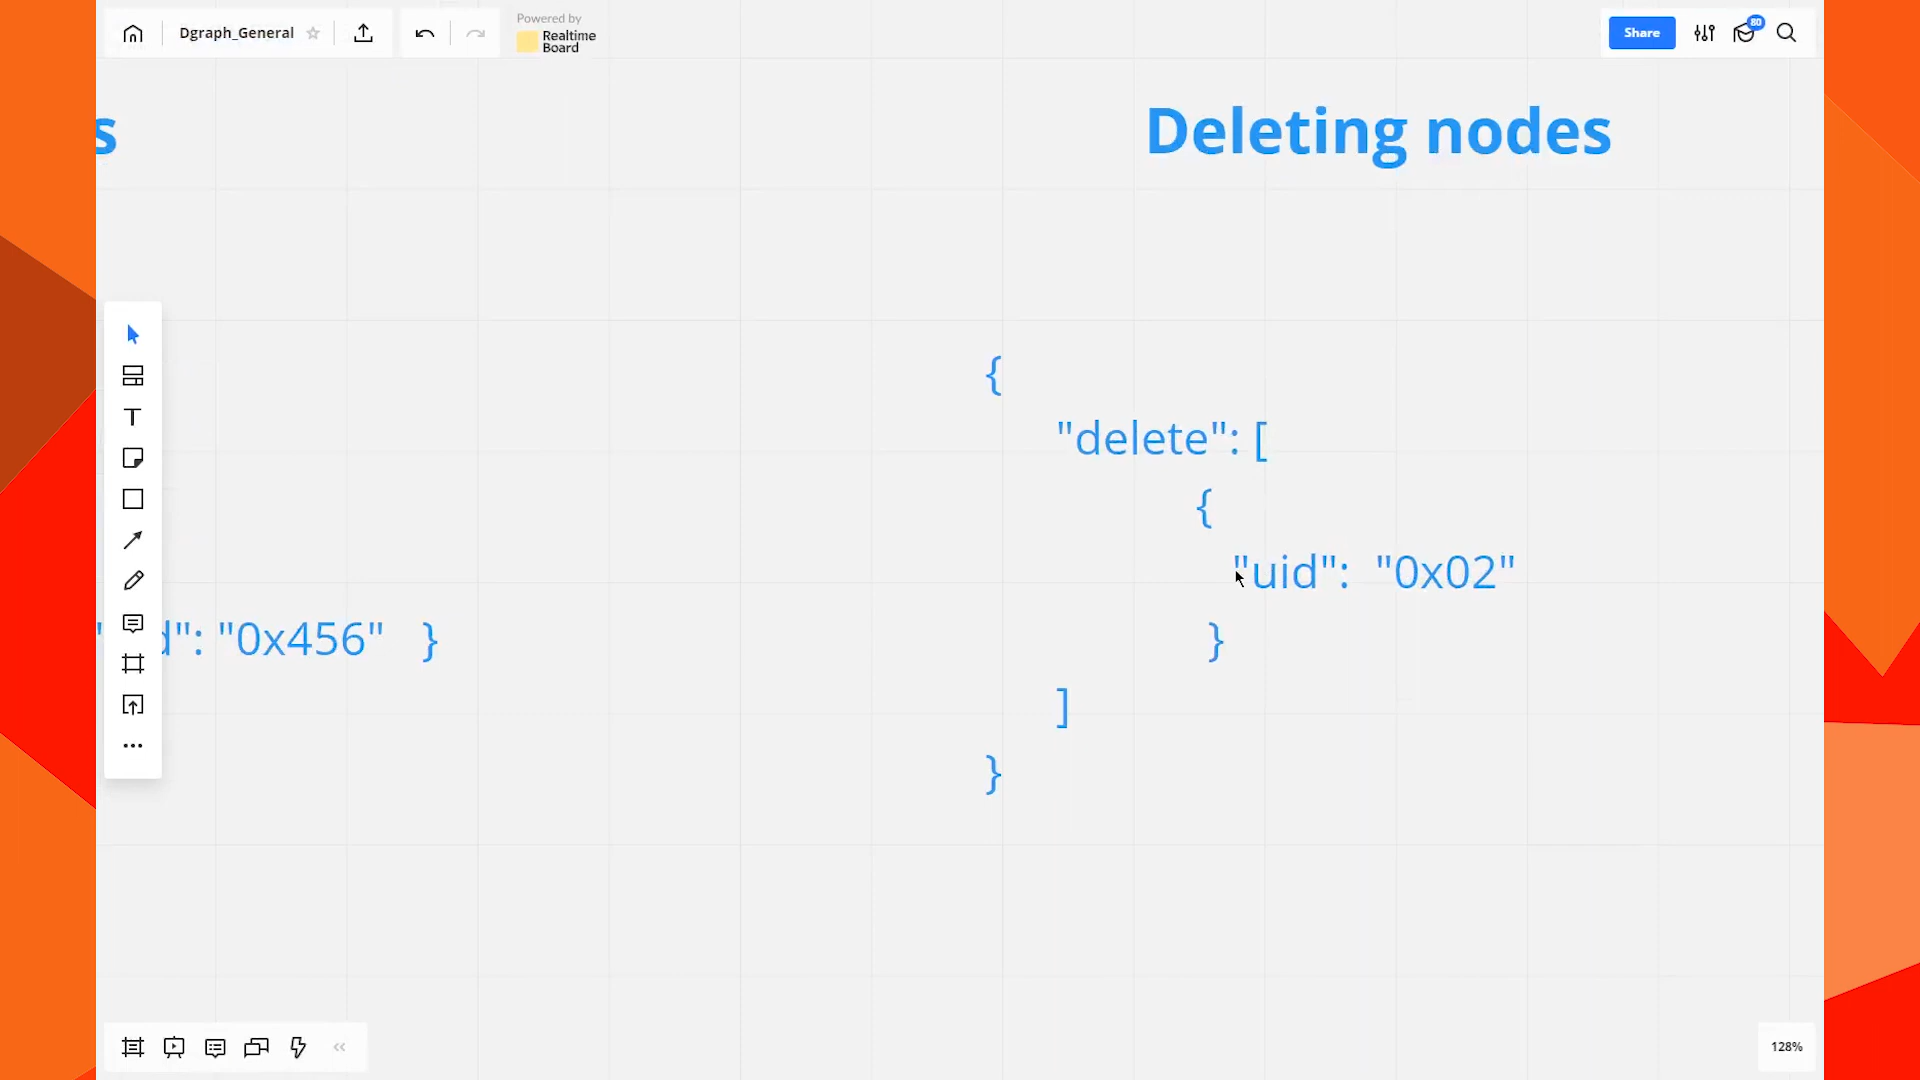 Dgraph_General
Powered by
Realtime
Board
Share
80
s
Deleting nodes
{
"delete": [
{
"uid": "0x02"
d": "0x456" }
}
]
}
128%